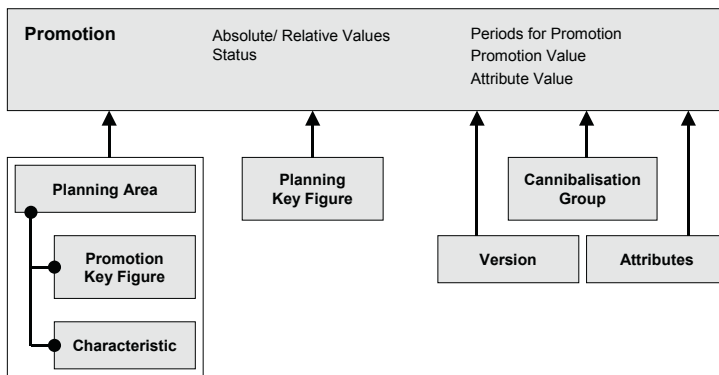 Promotion
Absolute/ Relative Values
Status
Periods for Promotion
Promotion Value
Attribute Value
Planning Area
Promotion
Key Figure
Characteristic
Planning
Key Figure
Cannibalisation
Group
Version
Attributes